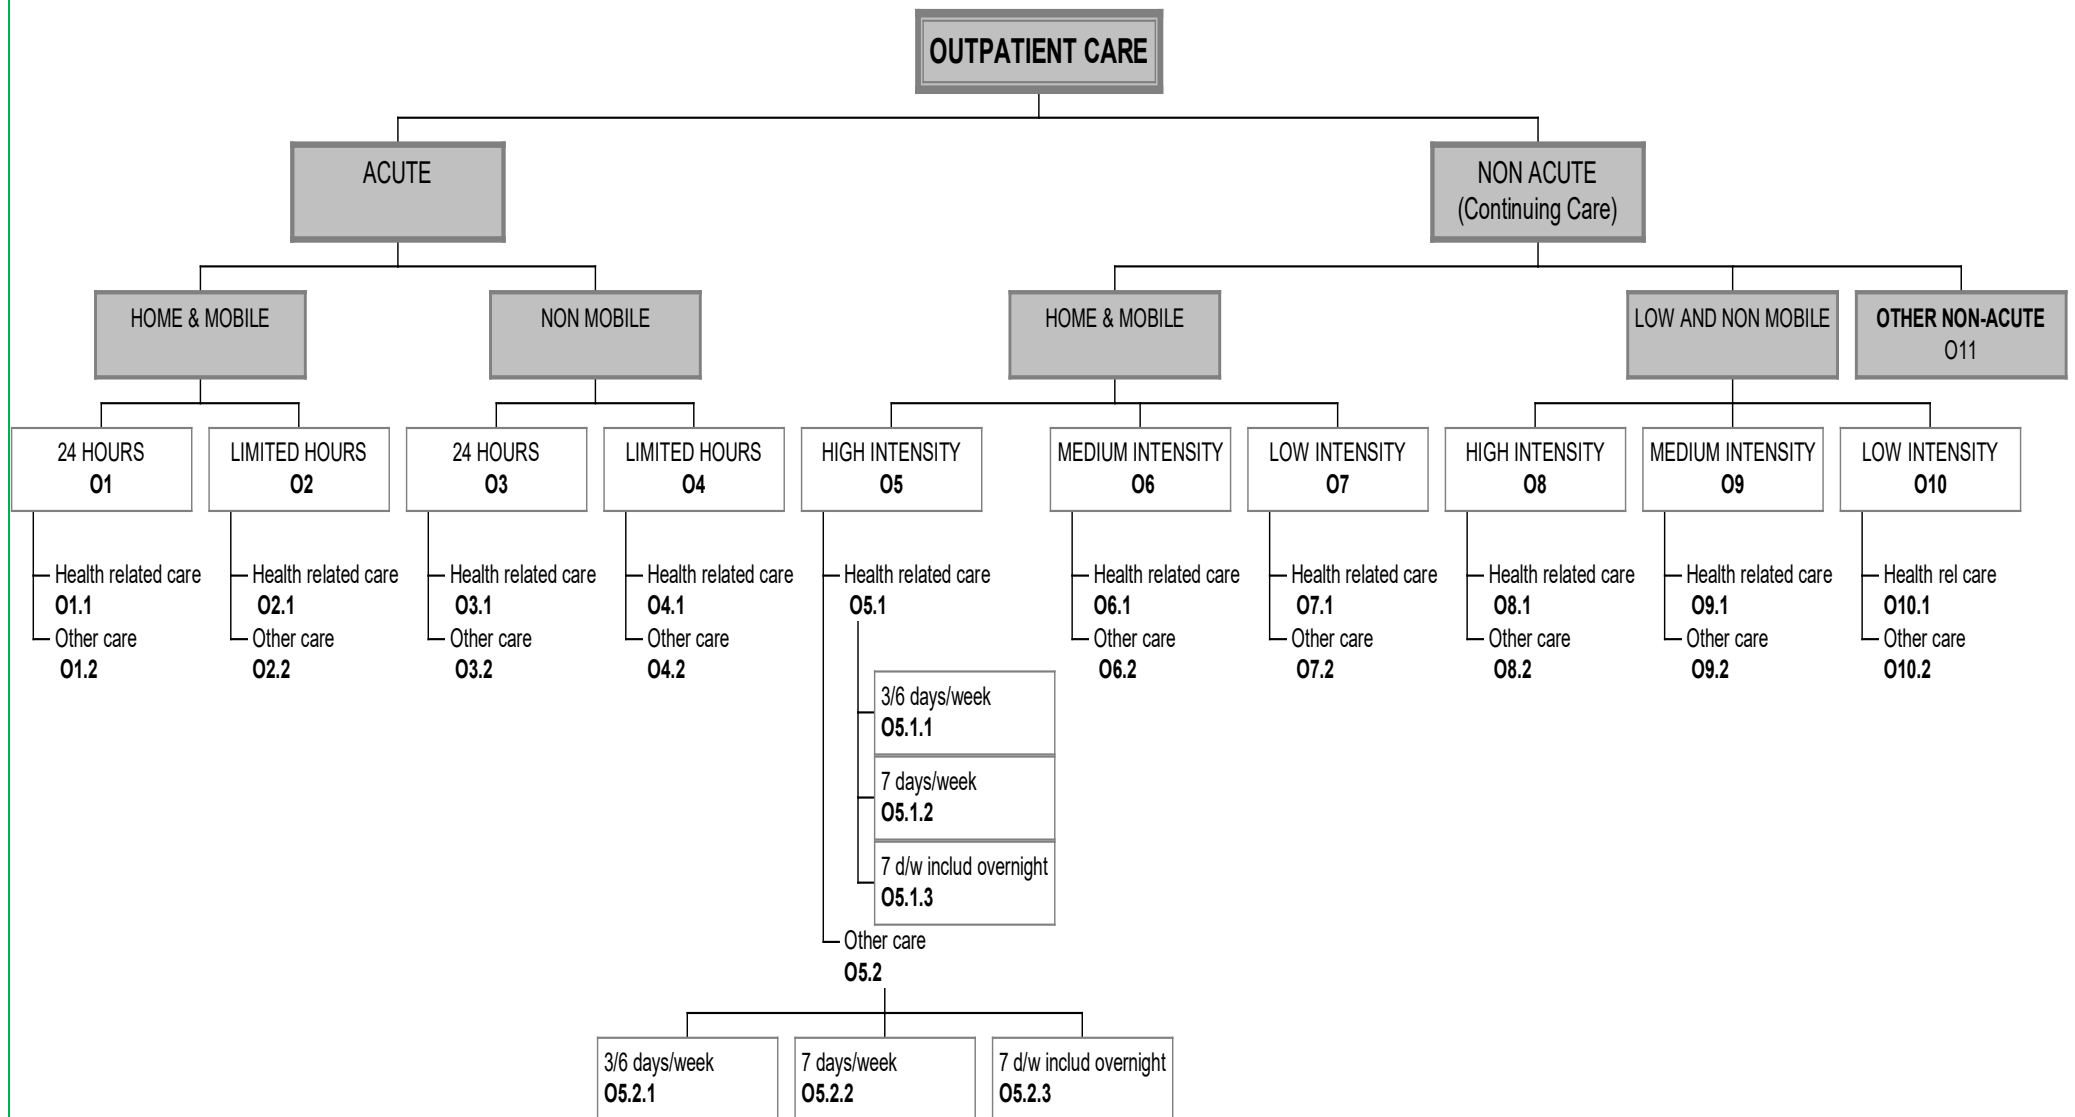 OUTPATIENT CARE
ACUTE
NON ACUTE
(Continuing Care)
HOME & MOBILE
NON MOBILE
HOME & MOBILE
LOW AND NON MOBILE
OTHER NON-ACUTE
O11
24 HOURS
O1
LIMITED HOURS
O2
24 HOURS
O3
LIMITED HOURS
O4
HIGH INTENSITY
O5
MEDIUM INTENSITY
O6
LOW INTENSITY
O7
HIGH INTENSITY
O8
MEDIUM INTENSITY
O9
LOW INTENSITY
O10
Health related care
O1.1
Other care
O1.2
Health related care
O2.1
Other care
O2.2
Health related care
O3.1
Other care
O3.2
Health related care
O4.1
Other care
O4.2
Health related care
O5.1
3/6 days/week
O5.1.1
7 days/week
O5.1.2
7 d/w includ overnight
O5.1.3
Other care
O5.2
3/6 days/week
O5.2.1
7 days/week
O5.2.2
7 d/w includ overnight
O5.2.3
Health related care
O6.1
Other care
O6.2
Health related care
O7.1
Other care
O7.2
Health related care
O8.1
Other care
O8.2
Health related care
O9.1
Other care
O9.2
Health rel care
O10.1
Other care
O10.2